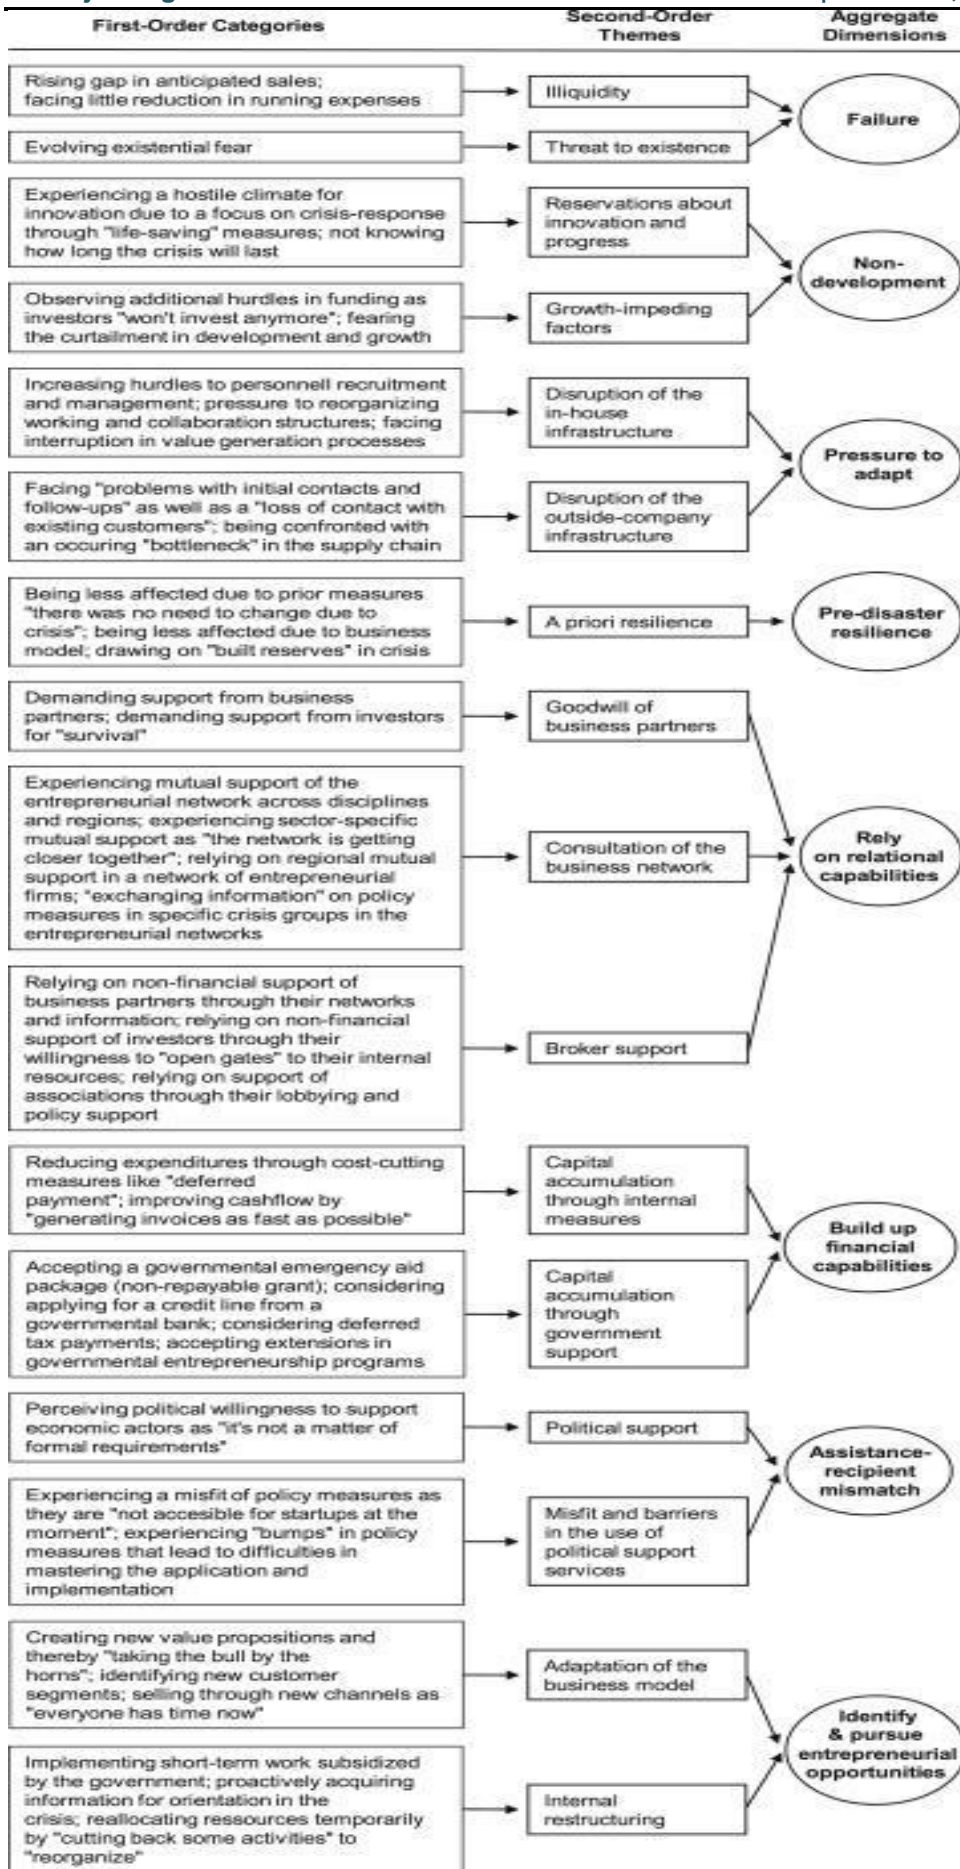 First-Order Categories
Second-Order
Themes
Aggregate
Dimensions
Rising gap in anticipated sales;
facing little reduction in running expenses
Illiquidity
Failure
Evolving existential fear
Threat to existence
Experiencing a hostile climate for
innovation due to a focus on crisis-response
through "life-saving" measures; not knowing
how long the crisis will last
Reservations about
innovation and
progress
Non-
development
Observing additional hurdles in funding as
investors "won't invest anymore"; fearing
the curtailment in development and growth
Growth-impeding
factors
Increasing hurdles to personnell recruitment
and management; pressure to reorganizing
working and collaboration structures; facing
interruption in value generation processes
Disruption of the
in-house
infrastructure
Pressure to
adapt
Facing "problems with initial contacts and
follow-ups" as well as a "loss of contact with
existing customers"; being confronted with
an occuring "bottleneck" in the supply chain
Disruption of the
outside-company
infrastructure
Being less affected due to prior measures
"there was no need to change due to
crisis"; being less affected due to business
model; drawing on "built reserves" in crisis
A priori resilience
Pre-disaster
resilience
Demanding support from business
partners; demanding support from investors
for "survival"
Goodwill of
business partners
Experiencing mutual support of the
entrepreneurial network across disciplines
and regions; experiencing sector-specific
mutual support as "the network is getting
closer together"; relying on regional mutual
support in a network of entrepreneurial
firms; "exchanging information" on policy
measures in specific crisis groups in the
entrepreneurial networks
Consultation of the
business network
Rely
on relational
capabilities
Relying on non-financial support of
business partners through their networks
and information; relying on non-financial
support of investors through their
willingness to "open gates" to their internal
resources; relying on support of
associations through their lobbying and
policy support
Broker support
Reducing expenditures through cost-cutting
measures like "deferred
payment"; improving cashflow by
"generating invoices as fast as possible"
Capital
accumulation
through internal
measures
Build up
financial
capabilities
Accepting a governmental emergency aid
package (non-repayable grant); considering
applying for a credit line from a
governmental bank; considering deferred
tax payments; accepting extensions in
governmental entrepreneurship programs
Capital
accumulation
through
government
support
Perceiving political willingness to support
economic actors as "it's not a matter of
formal requirements"
Political support
Assistance-
recipient
mismatch
Experiencing a misfit of policy measures as
they are "not accesible for startups at the
moment"; experiencing "bumps" in policy
measures that lead to difficulties in
mastering the application and
implementation
Misfit and barriers
in the use of
political support
services
Creating new value propositions and
thereby "taking the bull by the
horns"; identifying new customer
segments; selling through new channels as
"everyone has time now"
Adaptation of the
business model
Identify
& pursue
entrepreneurial
opportunities
Implementing short-term work subsidized
by the government; proactively acquiring
information for orientation in the
crisis; reallocating ressources temporarily
by "cutting back some activities" to
"reorganize"
Internal
restructuring